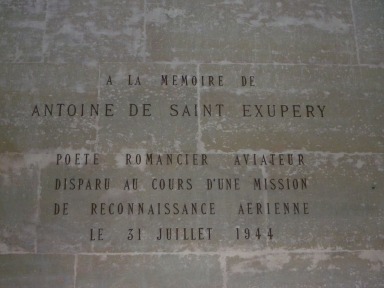 A LA MEMOIRE DE
ANTOINE DE SAINT EXUPERY
POETE ROMANCIER AVIATEUR
DISPARU AU COURS D'UNE MISSION
DE RECONNAISSANCE AERIENNE
LE 31 JUILLET 1944